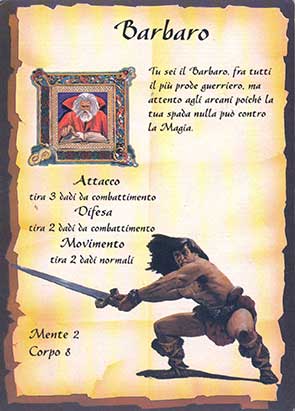 Barbaro
Tu sei il Barbaro, fra tutti
il più prode guerriero, ma
attento agli arcani poiché la
tua spada nulla può contro
la Magia.
Attacco
tira 3 dadi da combattimento
Difesa
tira 2 dadi da combattimento
Movimento
tira 2 dadi normali
Mente 2
Corpo 8